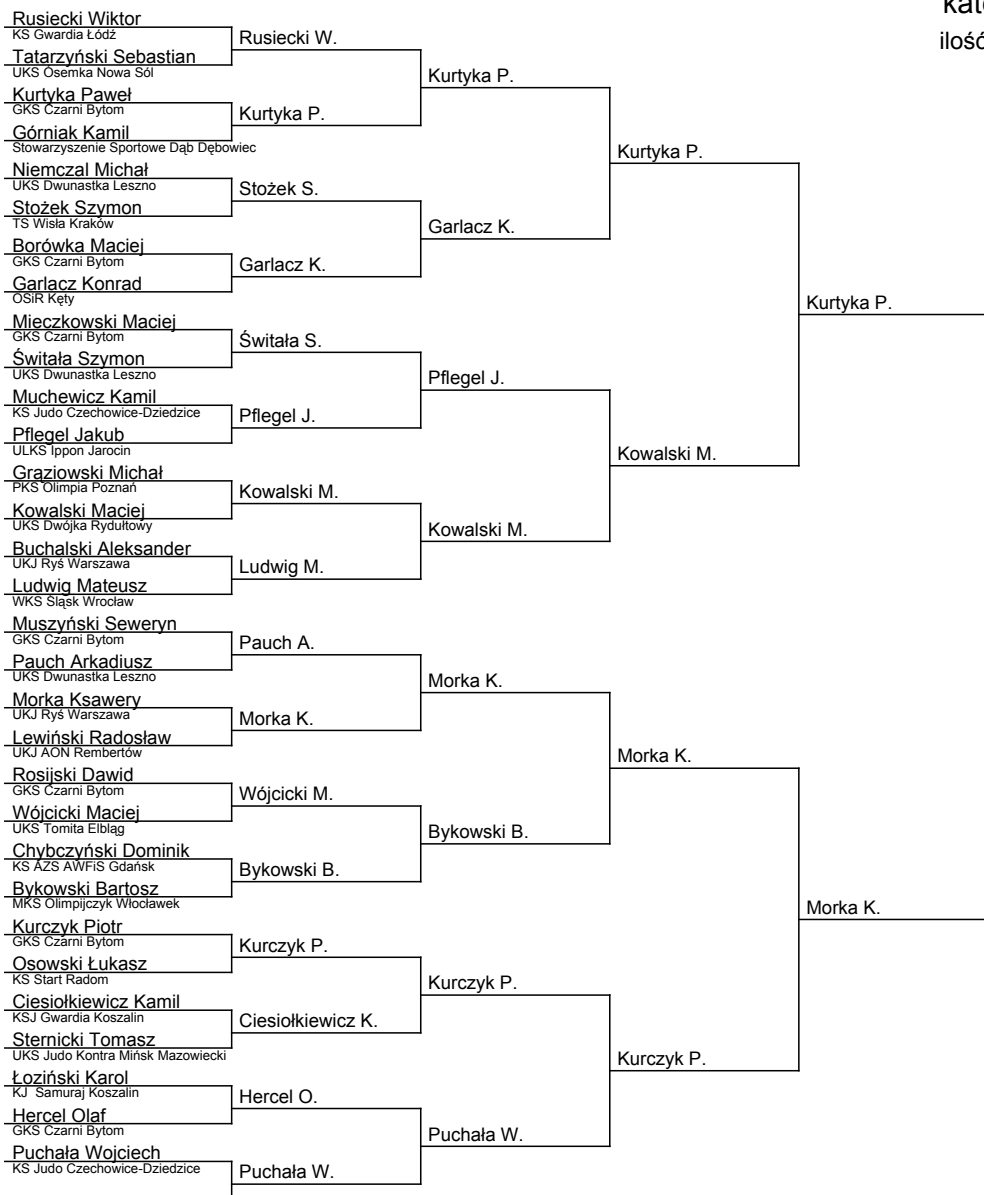 kate
ilość
Rusiecki Wiktor
KS Gwardia Łódź
Tatarzyński Sebastian
UKS Ósemka Nowa Sól
Kurtyka Paweł
GKS Czarni Bytom
Górniak Kamil
Stowarzyszenie Sportowe Dąb Dębowiec
Niemczal Michał
UKS Dwunastka Leszno
Stożek Szymon
TS Wisła Kraków
Borówka Maciej
GKS Czarni Bytom
Garlacz Konrad
OSiR Kęty
Mieczkowski Maciej
GKS Czarni Bytom
Świtała Szymon
UKS Dwunastka Leszno
Muchewicz Kamil
KS Judo Czechowice-Dziedzice
Pflegel Jakub
ULKS Ippon Jarocin
Grąziowski Michał
PKS Olimpia Poznań
Kowalski Maciej
UKS Dwójka Rydułtowy
Buchalski Aleksander
UKJ Ryś Warszawa
Ludwig Mateusz
WKS Śląsk Wrocław
Muszyński Seweryn
GKS Czarni Bytom
Pauch Arkadiusz
UKS Dwunastka Leszno
Morka Ksawery
UKJ Ryś Warszawa
Lewiński Radosław
UKJ AON Rembertów
Rosijski Dawid
GKS Czarni Bytom
Wójcicki Maciej
UKS Tomita Elbląg
Chybczyński Dominik
KS AZS AWFiS Gdańsk
Bykowski Bartosz
MKS Olimpijczyk Włocławek
Kurczyk Piotr
GKS Czarni Bytom
Osowski Łukasz
KS Start Radom
Ciesiołkiewicz Kamil
KSJ Gwardia Koszalin
Sternicki Tomasz
UKS Judo Kontra Mińsk Mazowiecki
Łoziński Karol
KJ Samuraj Koszalin
Hercel Olaf
GKS Czarni Bytom
Puchała Wojciech
KS Judo Czechowice-Dziedzice
Rusiecki W.
Kurtyka P.
Stożek S.
Garlacz K.
Świtała S.
Pflegel J.
Kowalski M.
Ludwig M.
Pauch A.
Morka K.
Wójcicki M.
Bykowski B.
Kurczyk P.
Ciesiołkiewicz K.
Hercel O.
Puchała W.
Kurtyka P.
Garlacz K.
Pflegel J.
Kowalski M.
Morka K.
Bykowski B.
Kurczyk P.
Puchała W.
Kurtyka P.
Kowalski M.
Morka K.
Kurczyk P.
Kurtyka P.
Morka K.